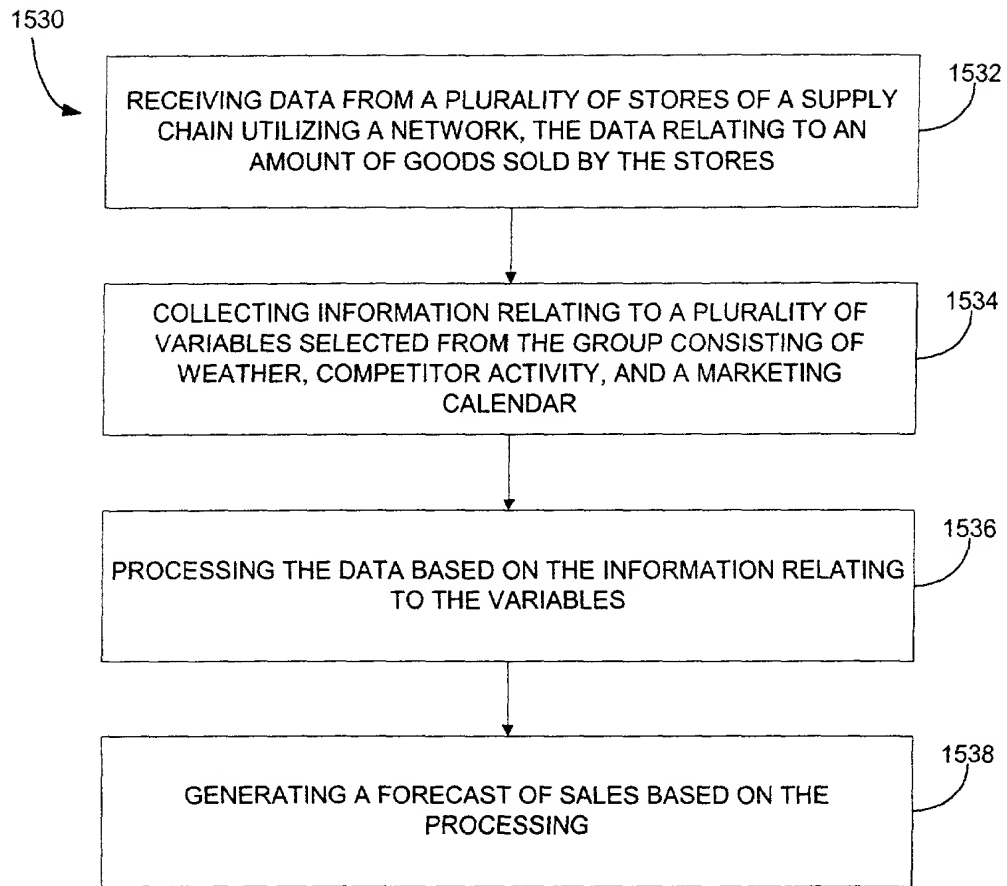 1530
1532
RECEIVING DATA FROM A PLURALITY OF STORES OF A SUPPLY
CHAIN UTILIZING A NETWORK, THE DATA RELATING TO AN
AMOUNT OF GOODS SOLD BY THE STORES
1534
COLLECTING INFORMATION RELATING TO A PLURALITY OF
VARIABLES SELECTED FROM THE GROUP CONSISTING OF
WEATHER, COMPETITOR ACTIVITY, AND A MARKETING
CALENDAR
1536
PROCESSING THE DATA BASED ON THE INFORMATION RELATING
TO THE VARIABLES
1538
GENERATING A FORECAST OF SALES BASED ON THE
PROCESSING